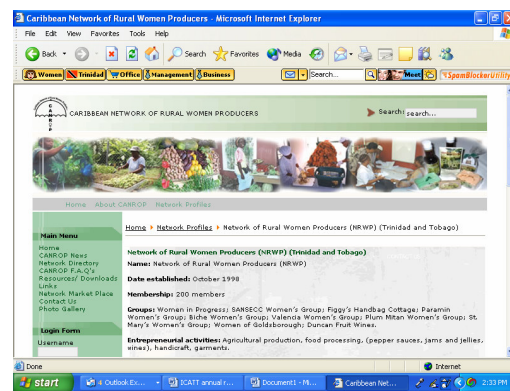 Caribbean Network of Rural Women Producers - Microsoft Internet Explorer
File Edit View Favorites Tools Help
Back Search Favorites Media
Women Trinidad Office Management Business Search... Meet SpamBlockerUtility
CANROP
CARIBBEAN NETWORK OF RURAL WOMEN PRODUCERS
Search: search...
Home About CANROP Network Profiles
Home Network Profiles Network of Rural Women Producers (NRWP) (Trinidad and Tobago)
Main Menu
Home
CANROP News
Network Directory
CANROP F.A.Q's
Resources/ Downloads
Links
Network Market Place
Contact Us
Photo Gallery
Login Form
Username
Network of Rural Women Producers (NRWP) (Trinidad and Tobago)
Name: Network of Rural Women Producers (NRWP)
Date established: October 1998
Membership: 200 members
Groups: Women in Progress; SANSECC Women's Group; Figgy's Handbag Cottage; Paramin
Women's Group; Biche Women's Group; Valencia Women's Group; Plum Mitan Women's Group; St.
Mary's Women's Group; Women of Goldsborough; Duncan Fruit Wines.
Entrepreneurial activities: Agricultural production, food processing, (pepper sauces, jams and jellies,
wines), handicraft, garments.
Done Internet
start 4 Outlook Ex... ICATT annual r... Document1 - Mi... Caribbean Net... 2:33 PM